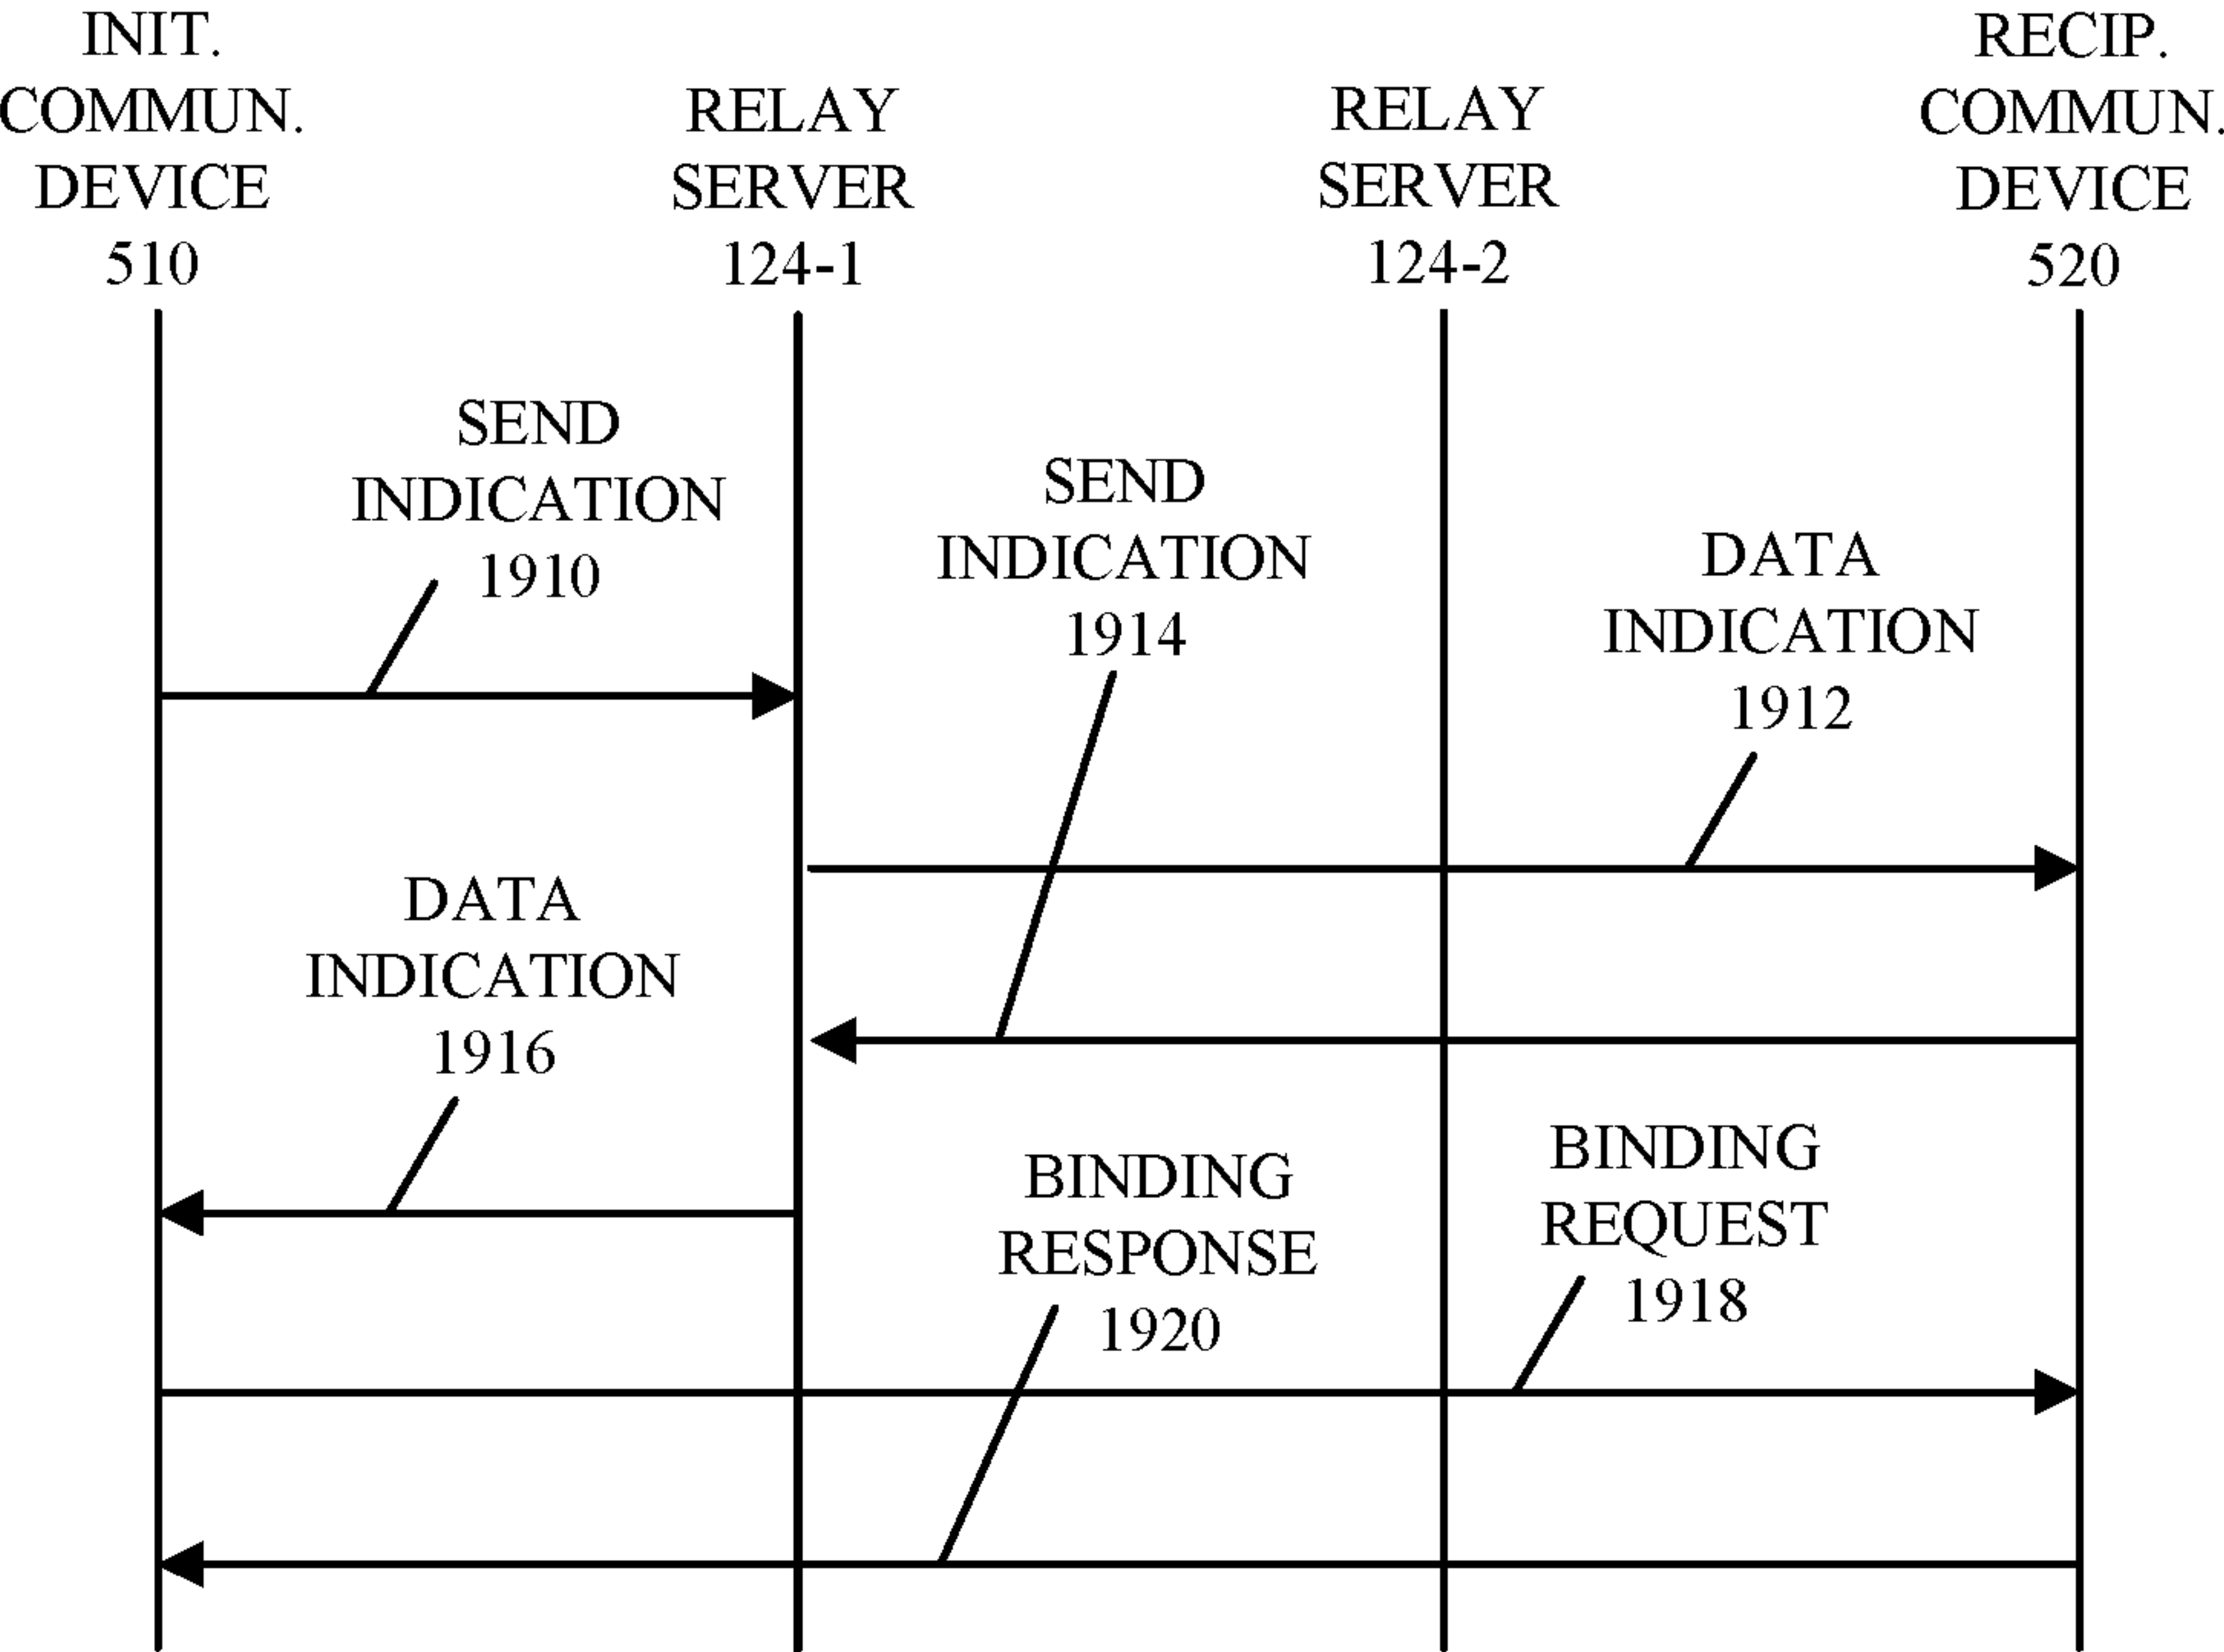 INIT.
COMMUN.
DEVICE
510
RELAY
SERVER
124-1
RELAY
SERVER
124-2
RECIP.
COMMUN.
DEVICE
520
SEND
INDICATION
1910
SEND
INDICATION
1914
DATA
INDICATION
1912
DATA
INDICATION
1916
BINDING
RESPONSE
1920
BINDING
REQUEST
1918